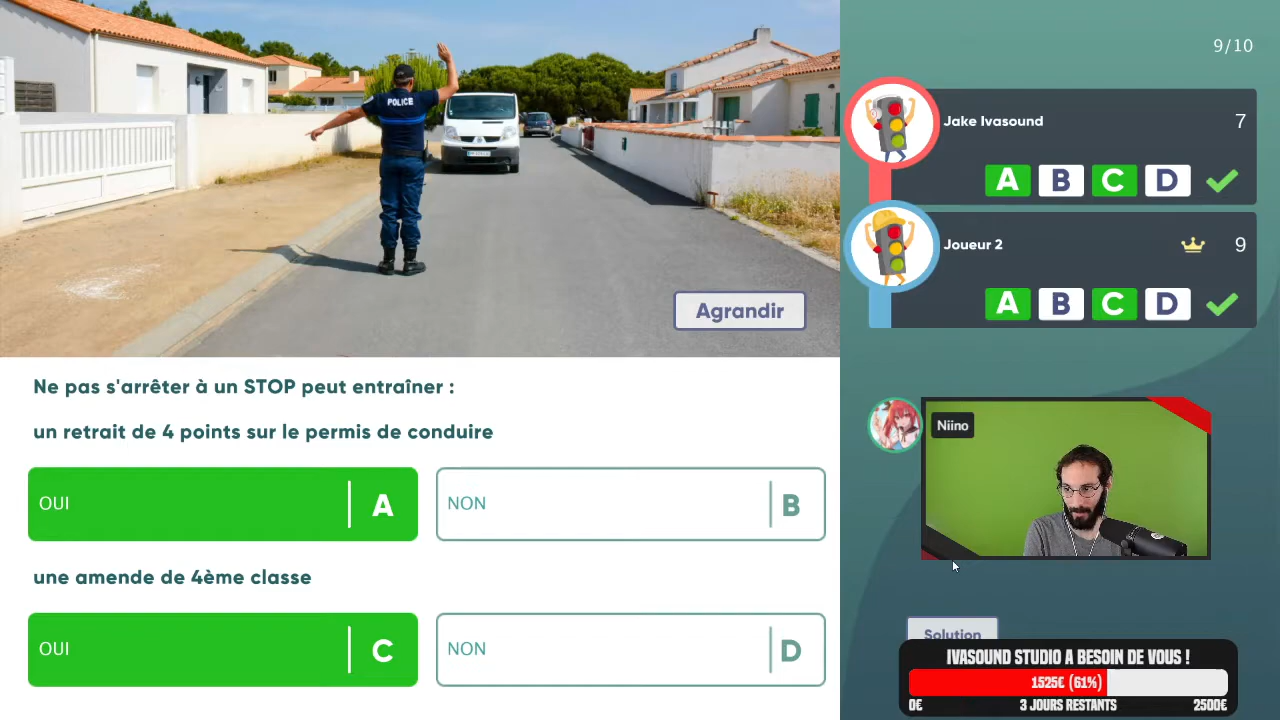 POLICE
Agrandir
Ne pas s'arrêter à un STOP peut entraîner :
un retrait de 4 points sur le permis de conduire
OUI A
NON B
une amende de 4ème classe
OUI C
NON D
9/10
Jake Ivasound 7
A B C D
Joueur 2 9
A B C D
Niino
Solution
IVASOUND STUDIO A BESOIN DE VOUS !
1525€ (61%)
0€ 3 JOURS RESTANTS 2500€